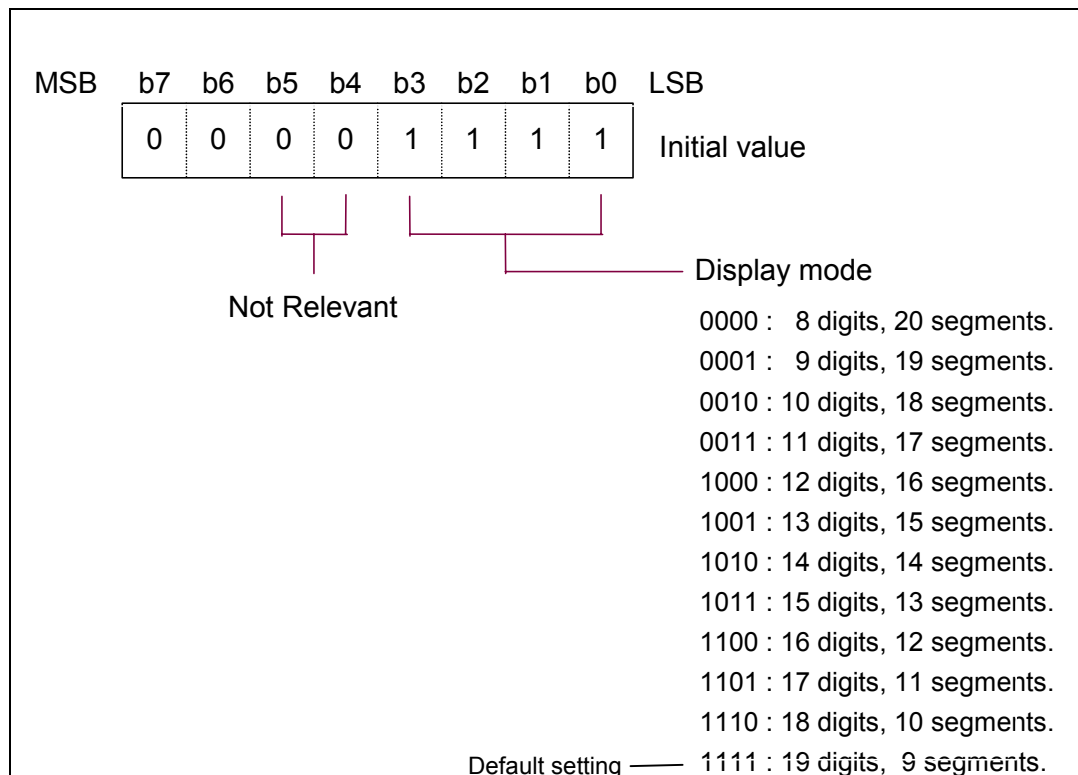 MSB b7 b6 b5 b4 b3 b2 b1 b0 LSB
0 0 0 0 1 1 1 1 Initial value
Display mode
Not Relevant
0000 : 8 digits, 20 segments.
0001 : 9 digits, 19 segments.
0010 : 10 digits, 18 segments.
0011 : 11 digits, 17 segments.
1000 : 12 digits, 16 segments.
1001 : 13 digits, 15 segments.
1010 : 14 digits, 14 segments.
1011 : 15 digits, 13 segments.
1100 : 16 digits, 12 segments.
1101 : 17 digits, 11 segments.
1110 : 18 digits, 10 segments.
Default setting 1111 : 19 digits, 9 segments.